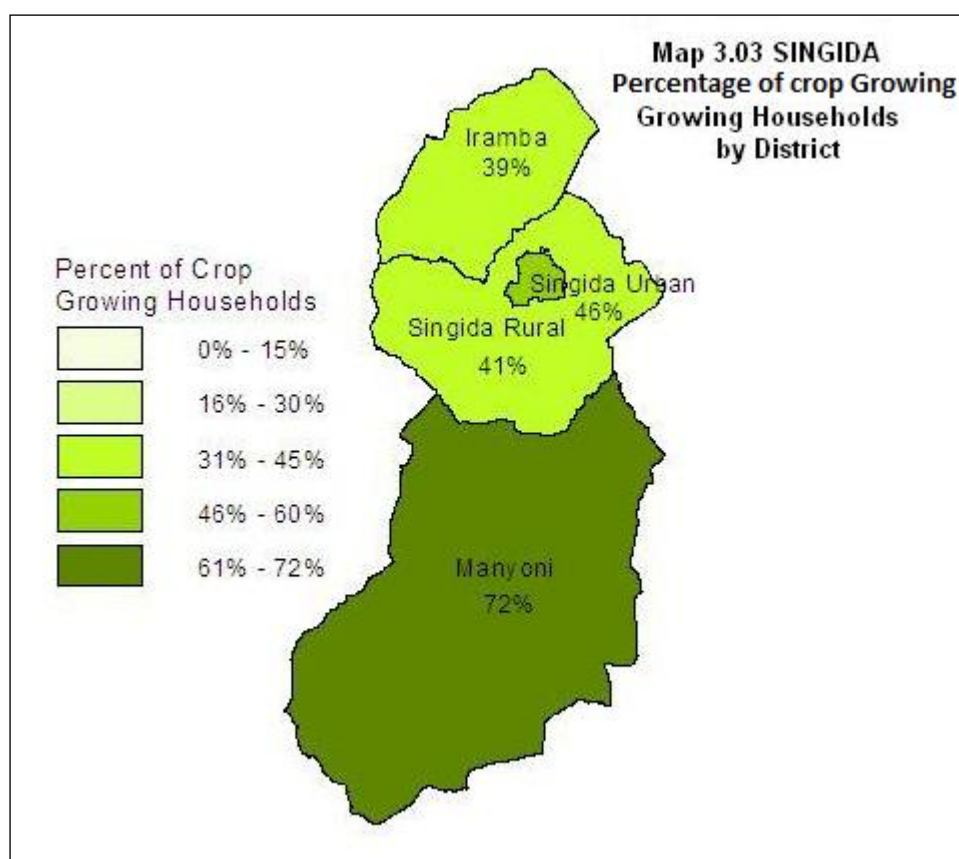 Map 3.03 SINGIDA
Percentage of crop Growing
Growing Households
by District
Iramba
39%
Singida Urban
46%
Singida Rural
41%
Manyoni
72%
Percent of Crop
Growing Households
0% - 15%
16% - 30%
31% - 45%
46% - 60%
61% - 72%